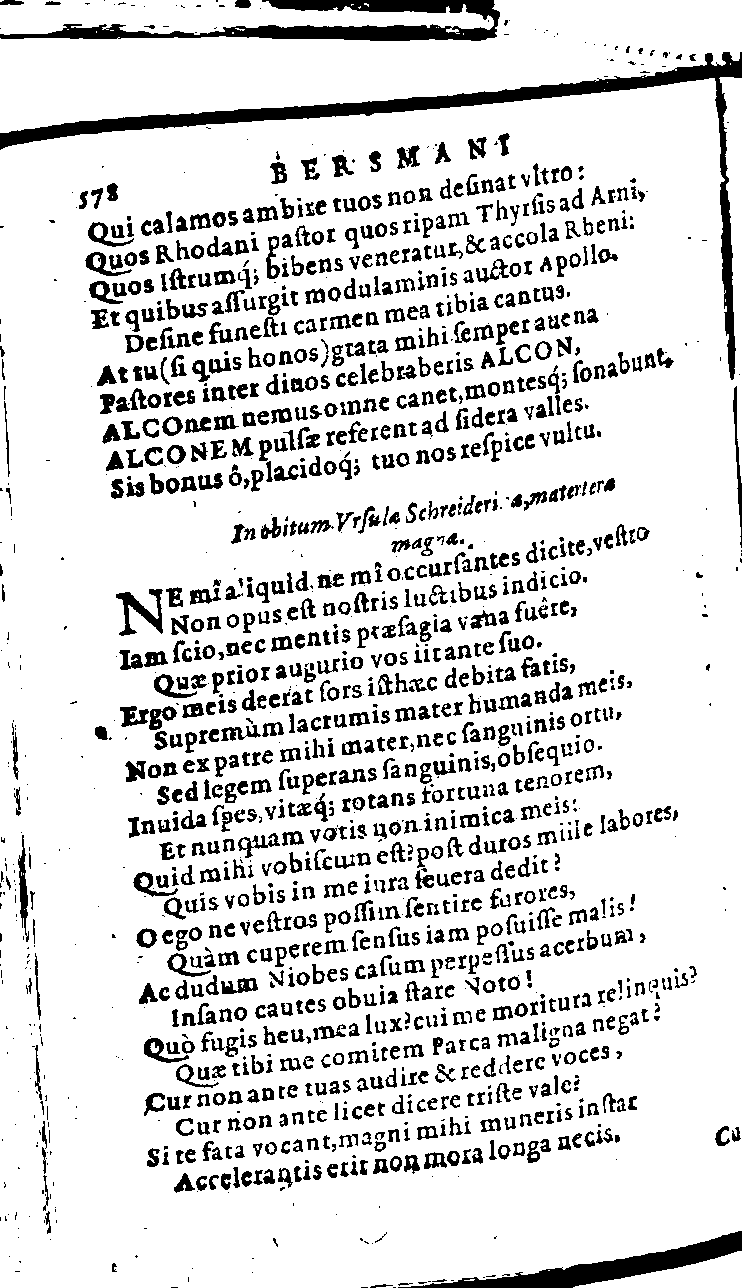 578 BERSMANI
Qui calamos ambire tuos non desinat vltro:
Quos Rhodani pastor quos ripam Thyrsis ad Arni,
Quos Istrumq́; bibens veneratur, & accola Rheni:
Et quibus assurgit modulaminis auctor Apollo.
Desine funesti carmen mea tibia cantus.
At tu (si quis honos) grata mihi semper auena
Pastores inter diuos celebraberis ALCON,
ALCOnem nemus omne canet, montesq́; sonabunt,
ALCONEM pulsæ referent ad sidera valles.
Sis bonus ô, placidoq́; tuo nos respice vultu.
In obitum Vrsulæ Schreideri æ, materteræ
magnæ.
NE mî a'iquid, ne mî occursantes dicite, vestro
Non opus est nostris luctibus indicio.
Iam scio, nec mentis præsagia vana fuêre,
Quæ prior augurio vos iit ante suo.
Ergo meis deerat sors isthæc debita fatis,
Supremùm lacrumis mater humanda meis,
Non ex patre mihi mater, nec sanguinis ortu,
Sed legem superans sanguinis, obsequio.
Inuida spes, vitæq́; rotans fortuna tenorem,
Et nunquam votis non inimica meis:
Quid mihi vobiscum est? post duros mille labores,
Quis vobis in me iura seuera dedit?
O ego ne vestros possim sentire furores,
Quàm cuperem sensus iam posuisse malis!
Ac dudum Niobes casum perpessus acerbum,
Insano cautes obuia stare Noto!
Quò fugis heu, mea lux? cui me moritura relinquis?
Quæ tibi me comitem Parca maligna negat?
Cur non ante tuas audire & reddere voces,
Cur non ante licet dicere triste vale?
Si te fata vocant, magni mihi muneris instar
Accelerantis erit non mora longa necis.
Cu